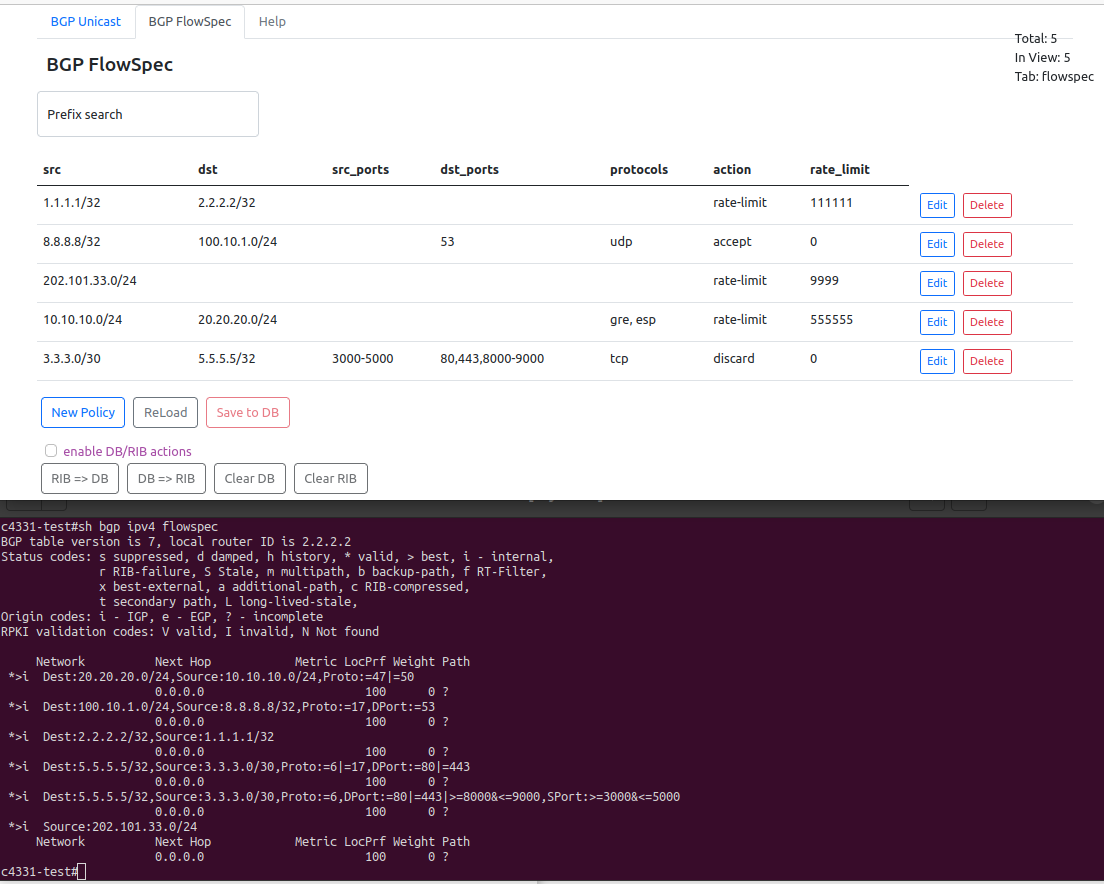 BGP Unicast BGP FlowSpec Help
Total: 5
In View: 5
Tab: flowspec
BGP FlowSpec
Prefix search
src dst src_ports dst_ports protocols action rate_limit
1.1.1.1/32 2.2.2.2/32 rate-limit 111111 Edit Delete
8.8.8.8/32 100.10.1.0/24 53 udp accept 0 Edit Delete
202.101.33.0/24 rate-limit 9999 Edit Delete
10.10.10.0/24 20.20.20.0/24 gre, esp rate-limit 555555 Edit Delete
3.3.3.0/30 5.5.5.5/32 3000-5000 80,443,8000-9000 tcp discard 0 Edit Delete
New Policy ReLoad Save to DB
enable DB/RIB actions
RIB => DB DB => RIB Clear DB Clear RIB
c4331-test#sh bgp ipv4 flowspec
BGP table version is 7, local router ID is 2.2.2.2
Status codes: s suppressed, d damped, h history, * valid, > best, i - internal,
r RIB-failure, S Stale, m multipath, b backup-path, f RT-Filter,
x best-external, a additional-path, c RIB-compressed,
t secondary path, L long-lived-stale,
Origin codes: i - IGP, e - EGP, ? - incomplete
RPKI validation codes: V valid, I invalid, N Not found
Network Next Hop Metric LocPrf Weight Path
*>i Dest:20.20.20.0/24,Source:10.10.10.0/24,Proto:=47|=50
0.0.0.0 100 0 ?
*>i Dest:100.10.1.0/24,Source:8.8.8.8/32,Proto:=17,DPort:=53
0.0.0.0 100 0 ?
*>i Dest:2.2.2.2/32,Source:1.1.1.1/32
0.0.0.0 100 0 ?
*>i Dest:5.5.5.5/32,Source:3.3.3.0/30,Proto:=6|=17,DPort:=80|=443
0.0.0.0 100 0 ?
*>i Dest:5.5.5.5/32,Source:3.3.3.0/30,Proto:=6,DPort:=80|=443|>=8000&<=9000,SPort:>=3000&<=5000
0.0.0.0 100 0 ?
*>i Source:202.101.33.0/24
Network Next Hop Metric LocPrf Weight Path
0.0.0.0 100 0 ?
c4331-test#